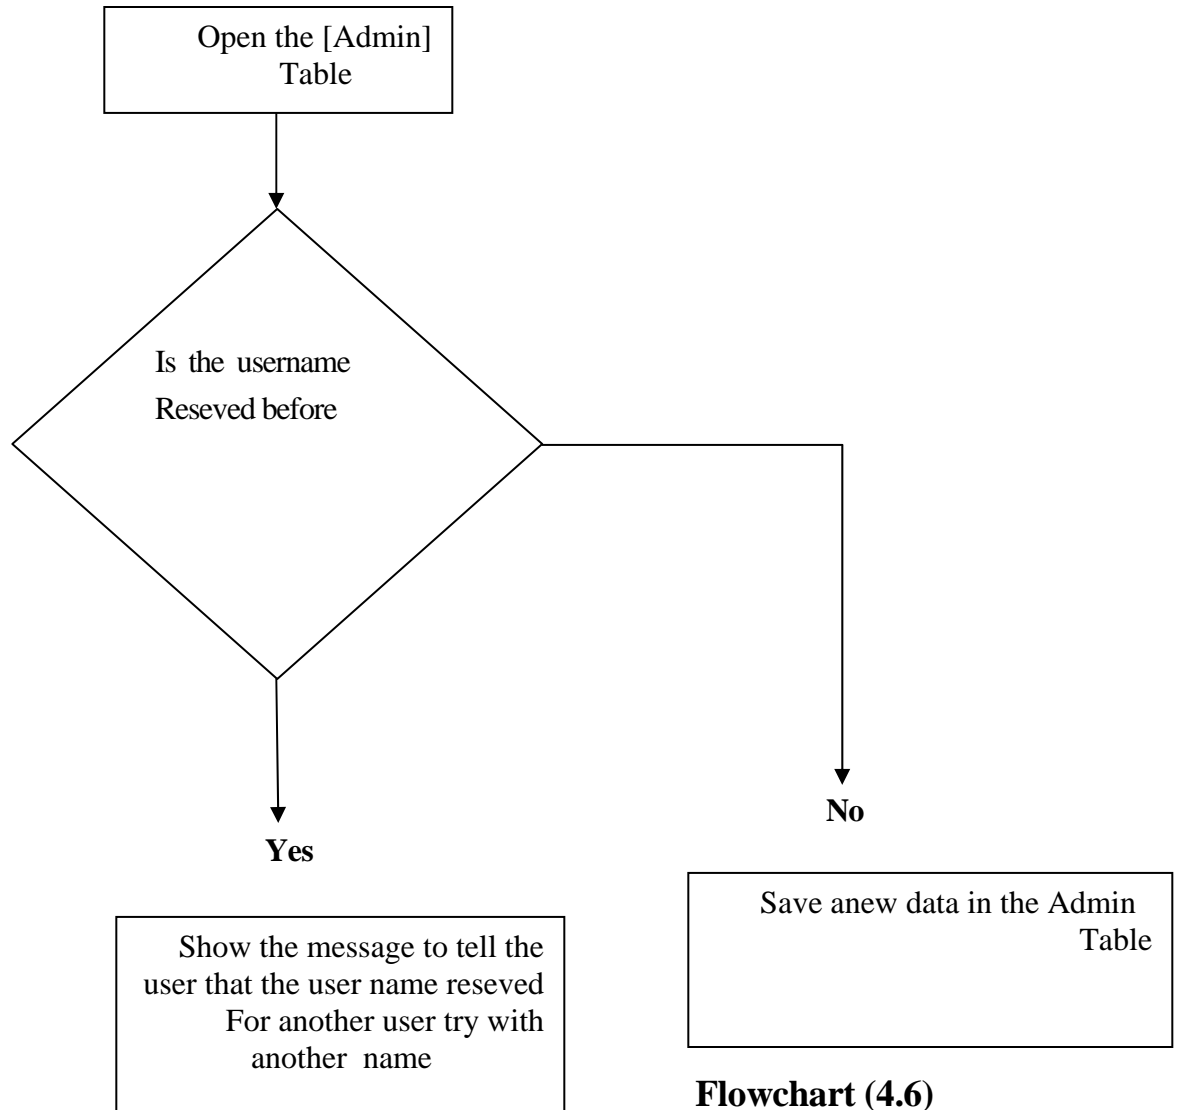 Open the [Admin]
Table
Is the username
Reseved before
No
Yes
Save anew data in the Admin
Table
Show the message to tell the
user that the user name reseved
For another user try with
another name
Flowchart (4.6)